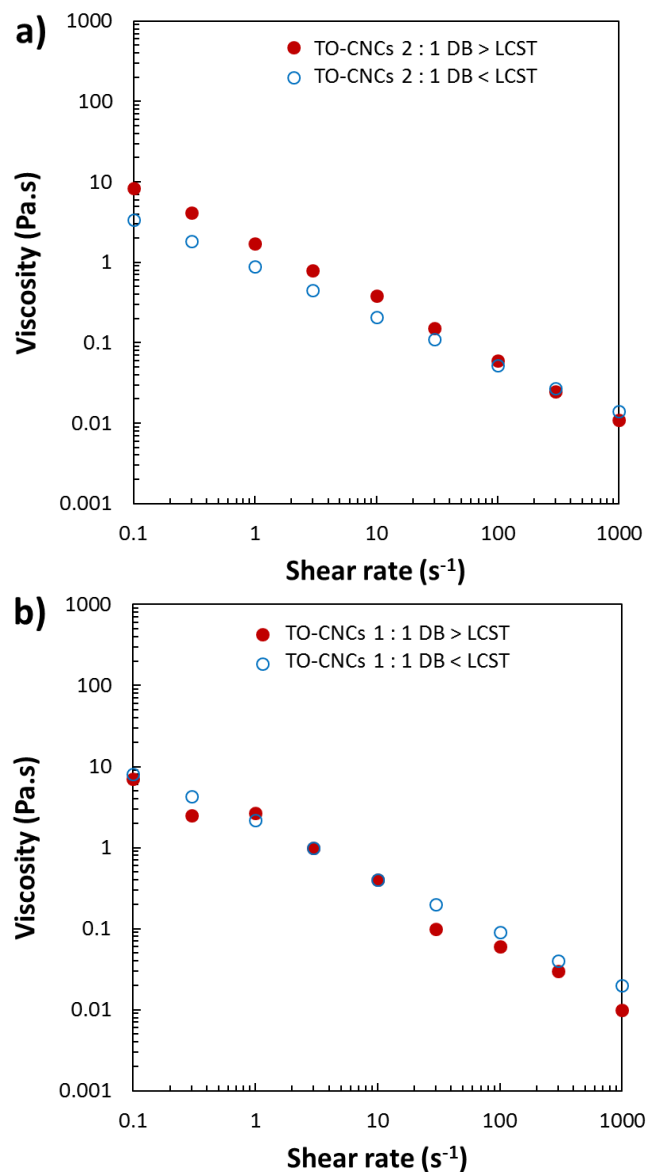 a)
1000
100
10
1
0.1
0.01
0.001
Viscosity (Pa.s)
TO-CNCs 2 : 1 DB > LCST
TO-CNCs 2 : 1 DB < LCST
0.1 1 10 100 1000
Shear rate (s⁻¹)
b)
1000
100
10
1
0.1
0.01
0.001
Viscosity (Pa.s)
TO-CNCs 1 : 1 DB > LCST
TO-CNCs 1 : 1 DB < LCST
0.1 1 10 100 1000
Shear rate (s⁻¹)